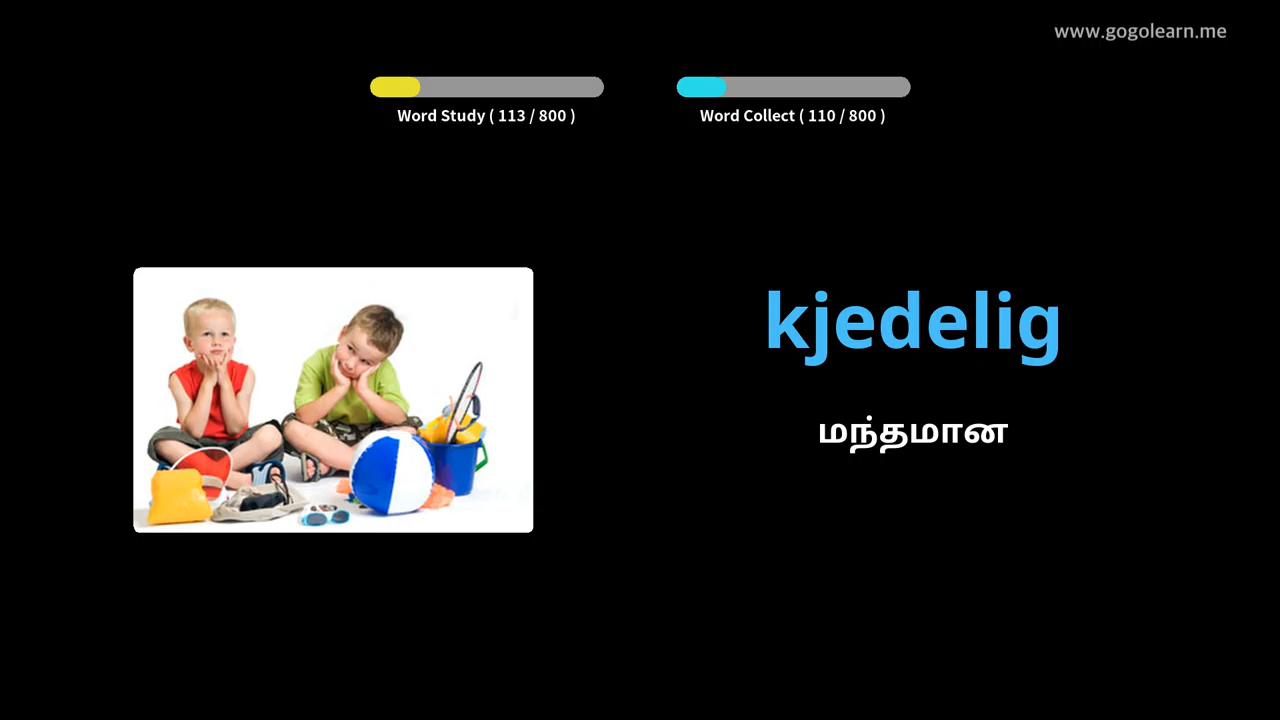 www.gogolearn.me
Word Study ( 113 / 800 )
Word Collect ( 110 / 800 )
kjedelig
மந்தமான